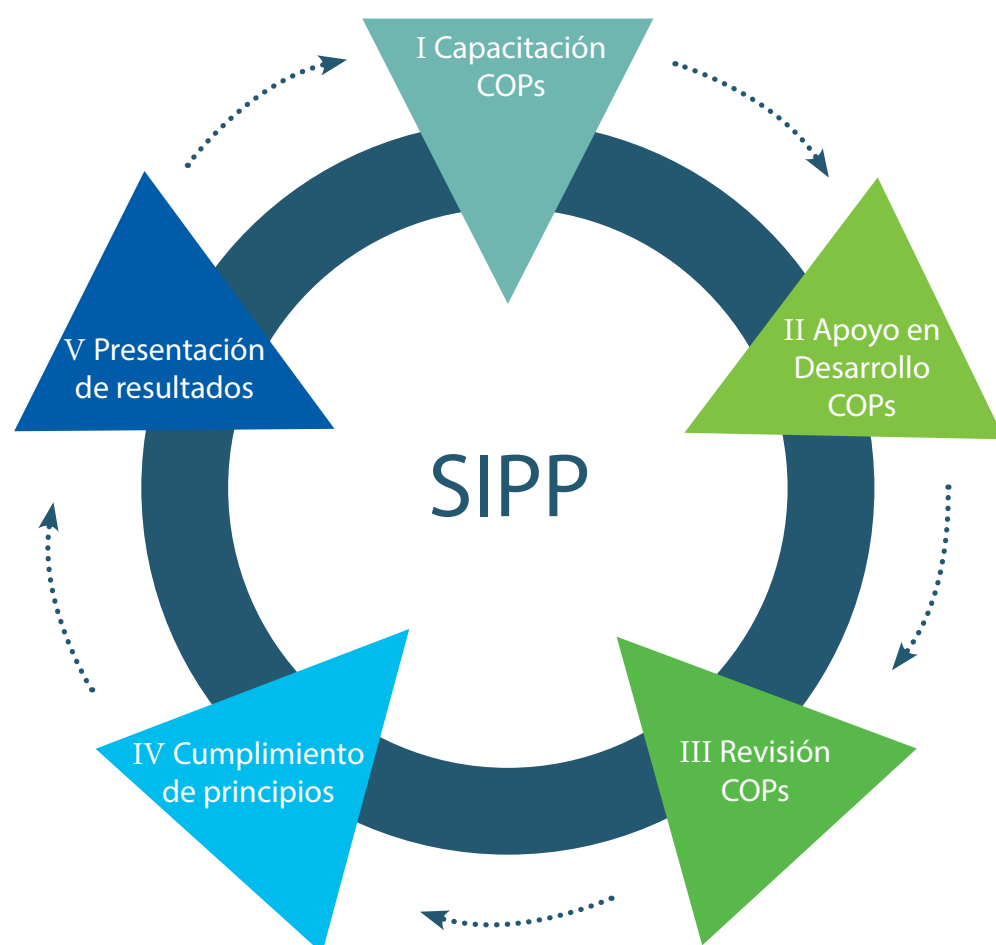 I Capacitación
COPs
II Apoyo en
Desarrollo
COPs
III Revisión
COPs
IV Cumplimiento
de principios
V Presentación
de resultados
SIPP